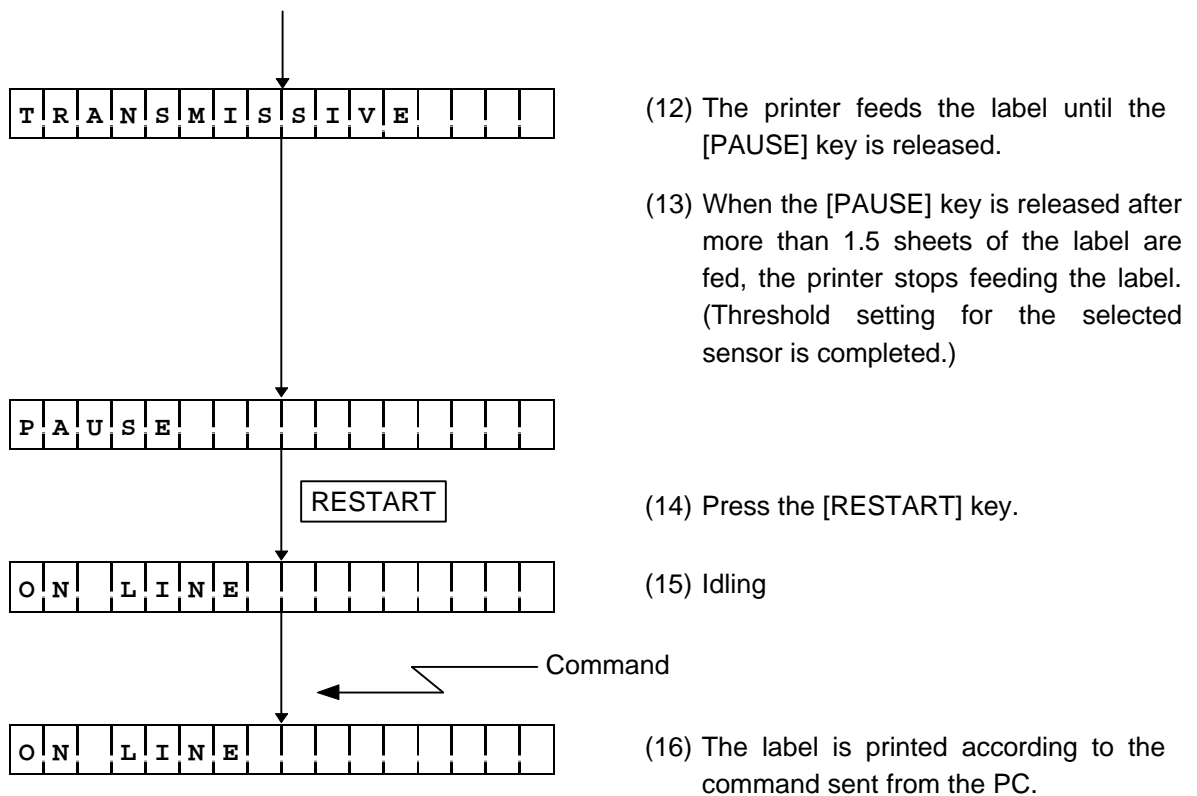 TRANSMISSIVE
(12) The printer feeds the label until the
[PAUSE] key is released.
(13) When the [PAUSE] key is released after
more than 1.5 sheets of the label are
fed, the printer stops feeding the label.
(Threshold setting for the selected
sensor is completed.)
PAUSE
RESTART
(14) Press the [RESTART] key.
ON LINE
(15) Idling
Command
ON LINE
(16) The label is printed according to the
command sent from the PC.